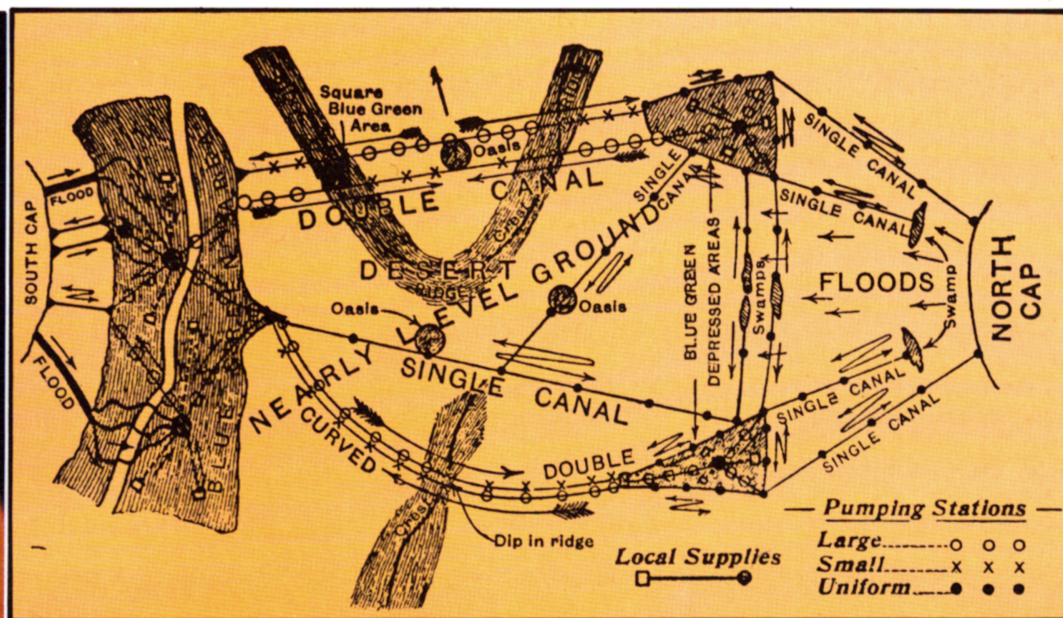 SOUTH CAP
FLOOD
FLOOD
Square
Blue Green
Area
Oasis
DOUBLE CANAL
DESERT
RIDGE
Crest
NEARLY LEVEL GROUND
Oasis
Oasis
SINGLE CANAL
CURVED
DOUBLE
Dip in ridge
SINGLE
CANAL
BLUE GREEN
DEPRESSED AREAS
Swamps
SINGLE CANAL
SINGLE CANAL
FLOODS
Swamp
NORTH
CAP
SINGLE CANAL
SINGLE CANAL
Local Supplies
Pumping Stations
Large
Small
Uniform